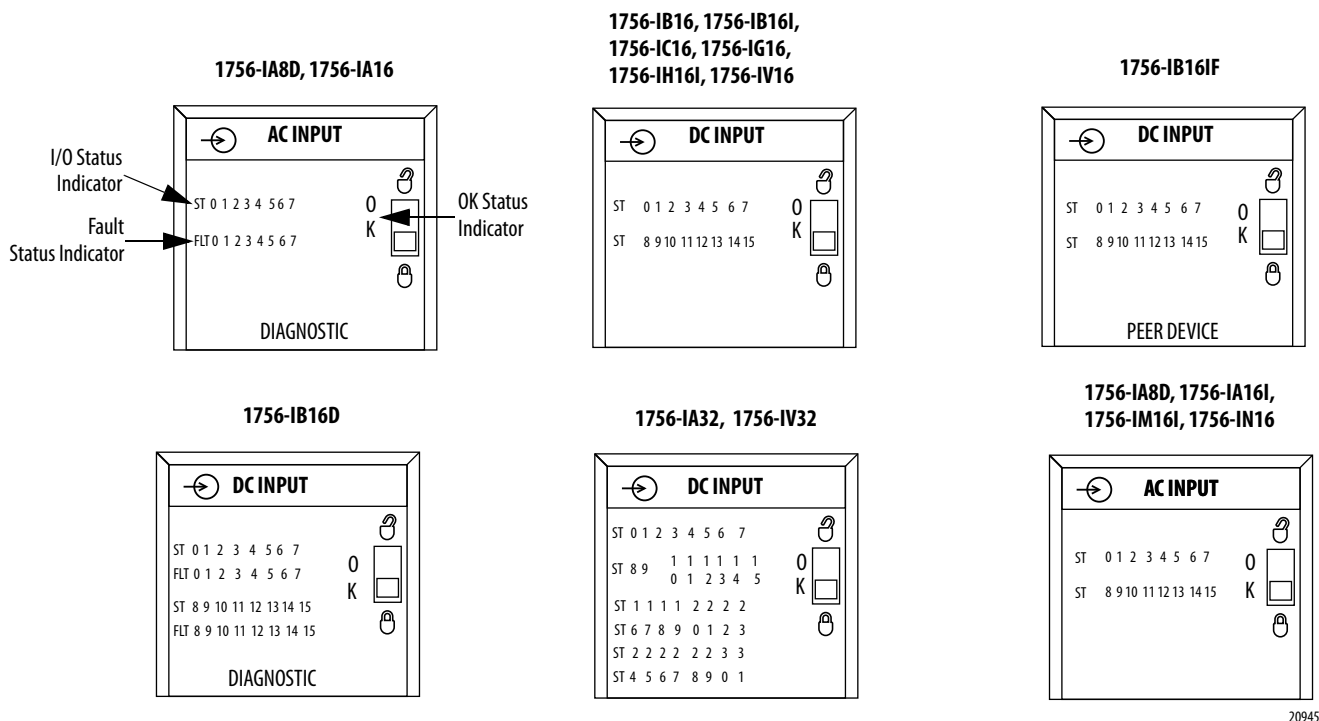 1756-IA8D, 1756-IA16
AC INPUT
I/O Status
Indicator
ST 0 1 2 3 4 5 6 7
Fault
Status Indicator
FLT 0 1 2 3 4 5 6 7
O
K
OK Status
Indicator
DIAGNOSTIC
1756-IB16, 1756-IB16I,
1756-IC16, 1756-IG16,
1756-IH16I, 1756-IV16
DC INPUT
ST 0 1 2 3 4 5 6 7
ST 8 9 10 11 12 13 14 15
O
K
1756-IB16IF
DC INPUT
ST 0 1 2 3 4 5 6 7
ST 8 9 10 11 12 13 14 15
O
K
PEER DEVICE
1756-IB16D
DC INPUT
ST 0 1 2 3 4 5 6 7
FLT 0 1 2 3 4 5 6 7
ST 8 9 10 11 12 13 14 15
FLT 8 9 10 11 12 13 14 15
O
K
DIAGNOSTIC
1756-IA32, 1756-IV32
DC INPUT
ST 0 1 2 3 4 5 6 7
ST 8 9 1 1 1 1 1 1
0 1 2 3 4 5
ST 1 1 1 1 2 2 2 2
ST 6 7 8 9 0 1 2 3
ST 2 2 2 2 2 2 3 3
ST 4 5 6 7 8 9 0 1
O
K
1756-IA8D, 1756-IA16I,
1756-IM16I, 1756-IN16
AC INPUT
ST 0 1 2 3 4 5 6 7
ST 8 9 10 11 12 13 14 15
O
K
20945